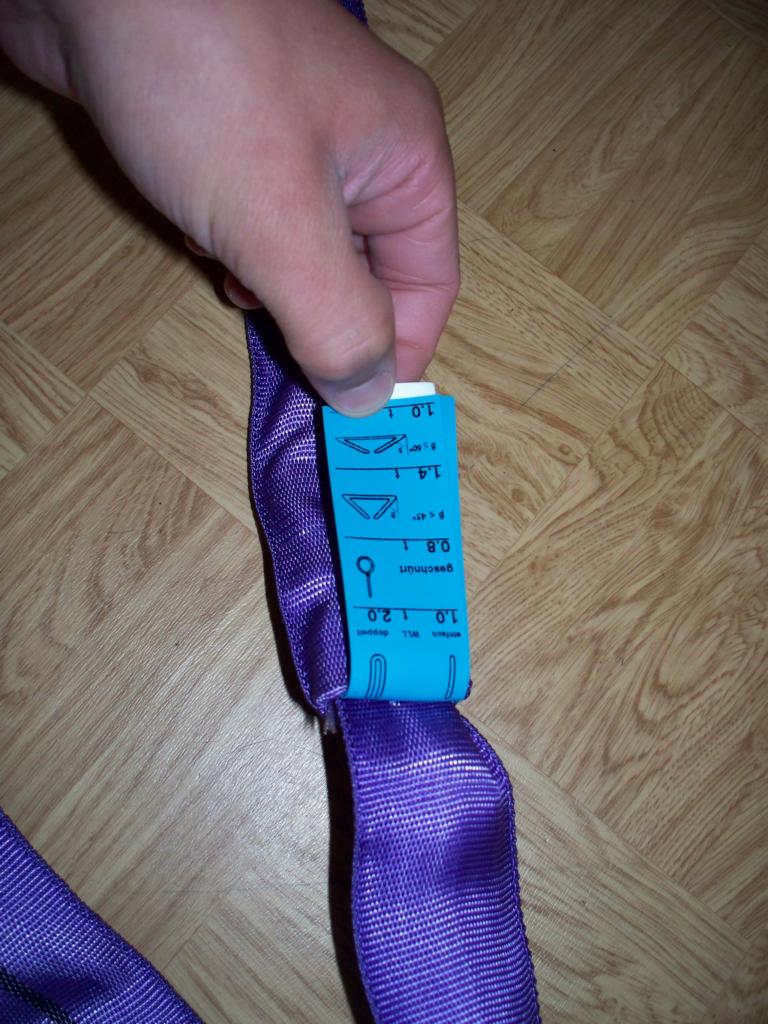 einfach WLL doppelt
1.0 t 2.0
geschnürt
0.8 t
β ≤ 45° β
1.4 t
β ≤ 60° β
1.0 t